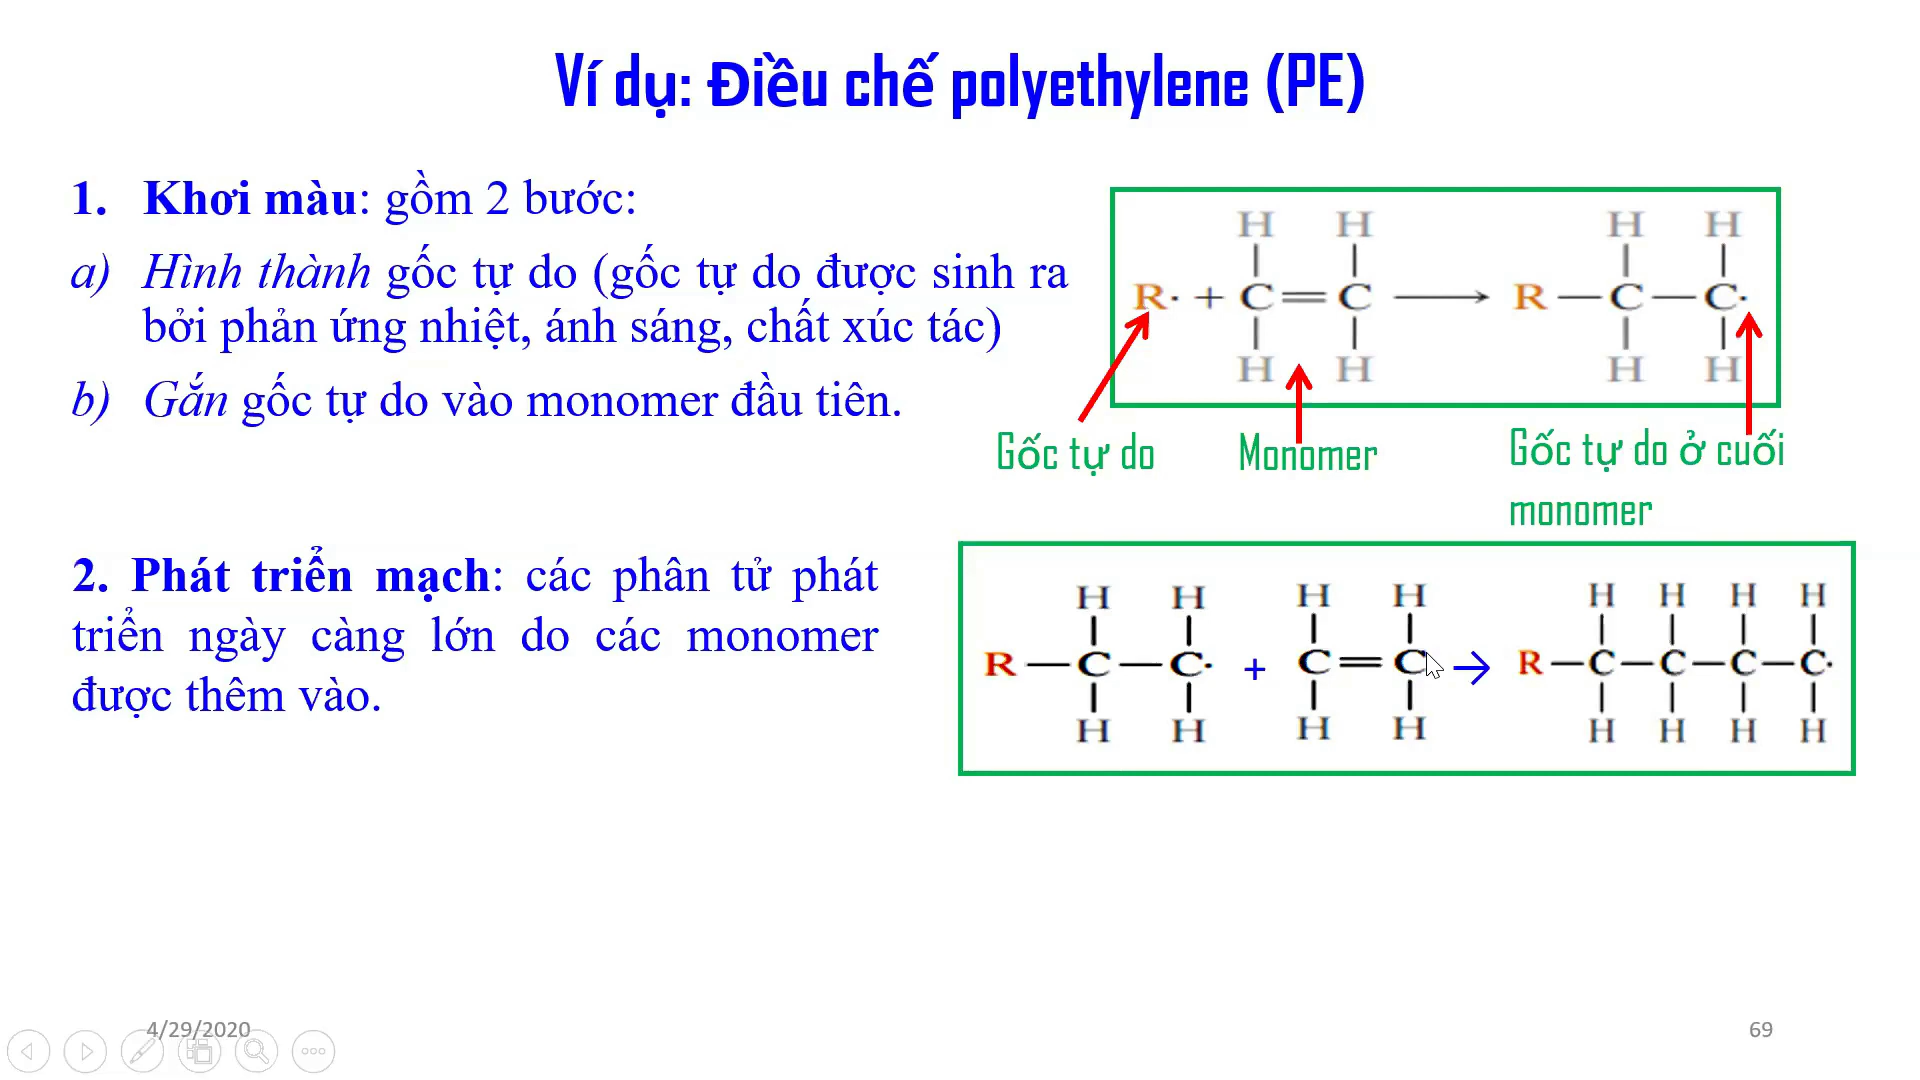 Ví dụ: Điều chế polyethylene (PE)
1. Khơi màu: gồm 2 bước:
a) Hình thành gốc tự do (gốc tự do được sinh ra
bởi phản ứng nhiệt, ánh sáng, chất xúc tác)
b) Gắn gốc tự do vào monomer đầu tiên.
H H H H
R· + C=C → R—C—C·
H H H H
Gốc tự do Monomer Gốc tự do ở cuối
monomer
2. Phát triển mạch: các phân tử phát
triển ngày càng lớn do các monomer
được thêm vào.
H H H H H H H H
R—C—C· + C=C → R—C—C—C—C·
H H H H H H H H
4/29/2020
69